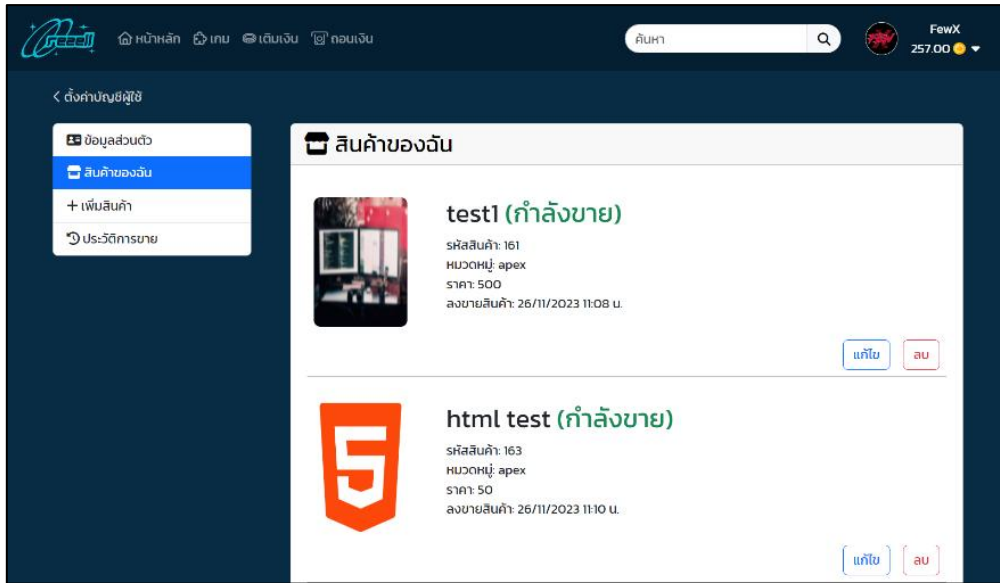 หน้าหลัก เกม เติมเงิน ถอนเงิน
ค้นหา
FewX
257.00
< ตั้งค่าบัญชีผู้ใช้
ข้อมูลส่วนตัว
สินค้าของฉัน
+ เพิ่มสินค้า
ประวัติการขาย
สินค้าของฉัน
test1 (กำลังขาย)
รหัสสินค้า: 161
หมวดหมู่: apex
ราคา: 500
ลงขายสินค้า: 26/11/2023 11:08 น.
แก้ไข ลบ
html test (กำลังขาย)
รหัสสินค้า: 163
หมวดหมู่: apex
ราคา: 50
ลงขายสินค้า: 26/11/2023 11:10 น.
แก้ไข ลบ